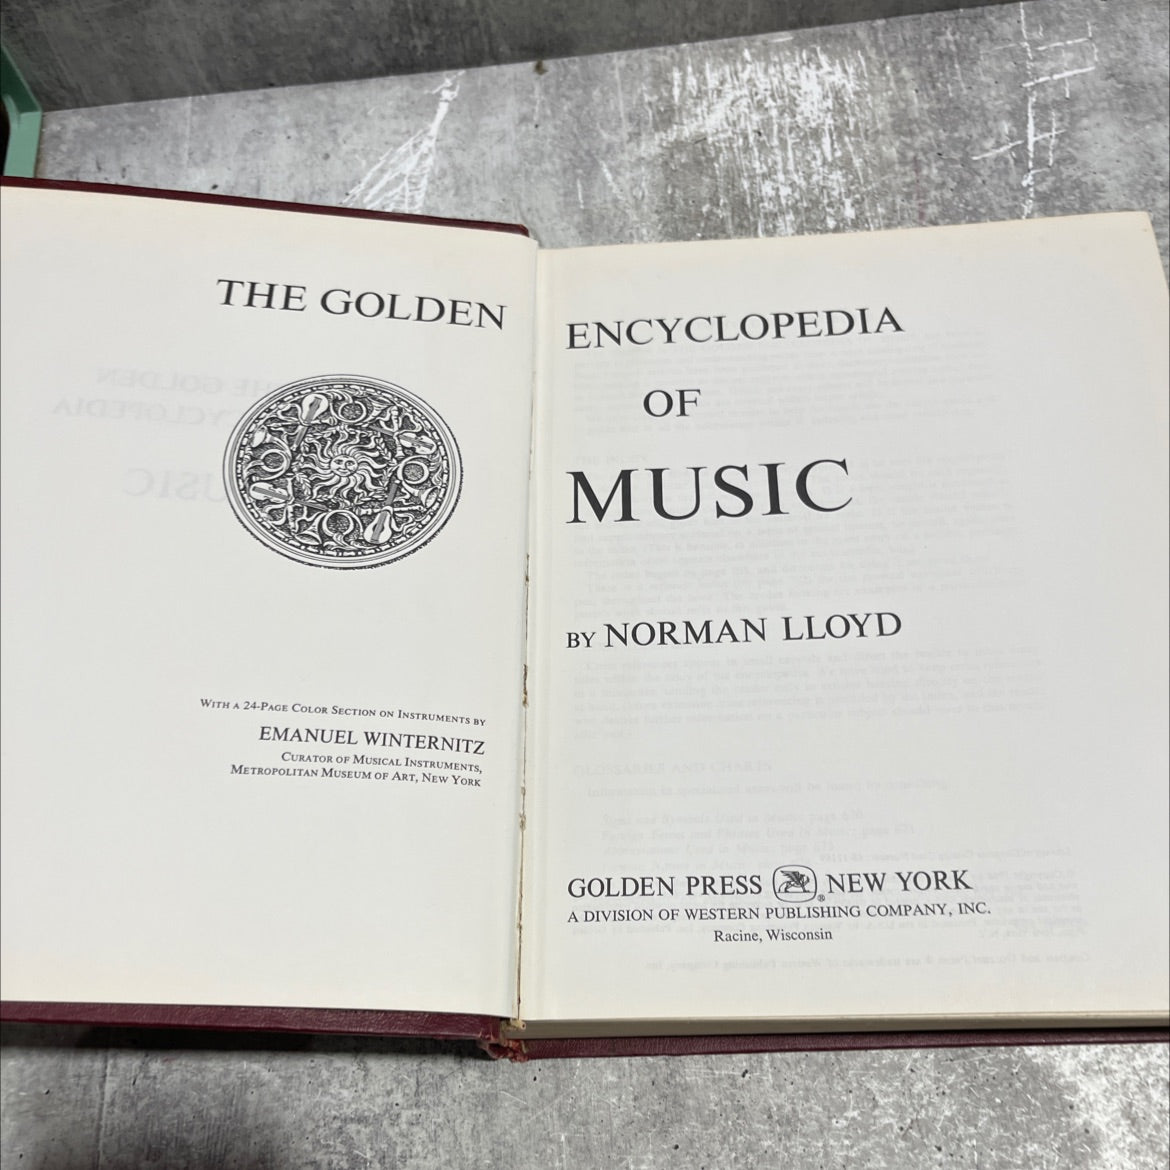 THE GOLDEN
WITH A 24-PAGE COLOR SECTION ON INSTRUMENTS BY
EMANUEL WINTERNITZ
CURATOR OF MUSICAL INSTRUMENTS,
METROPOLITAN MUSEUM OF ART, NEW YORK
ENCYCLOPEDIA
OF
MUSIC
BY NORMAN LLOYD
GOLDEN PRESS ® NEW YORK
A DIVISION OF WESTERN PUBLISHING COMPANY, INC.
Racine, Wisconsin